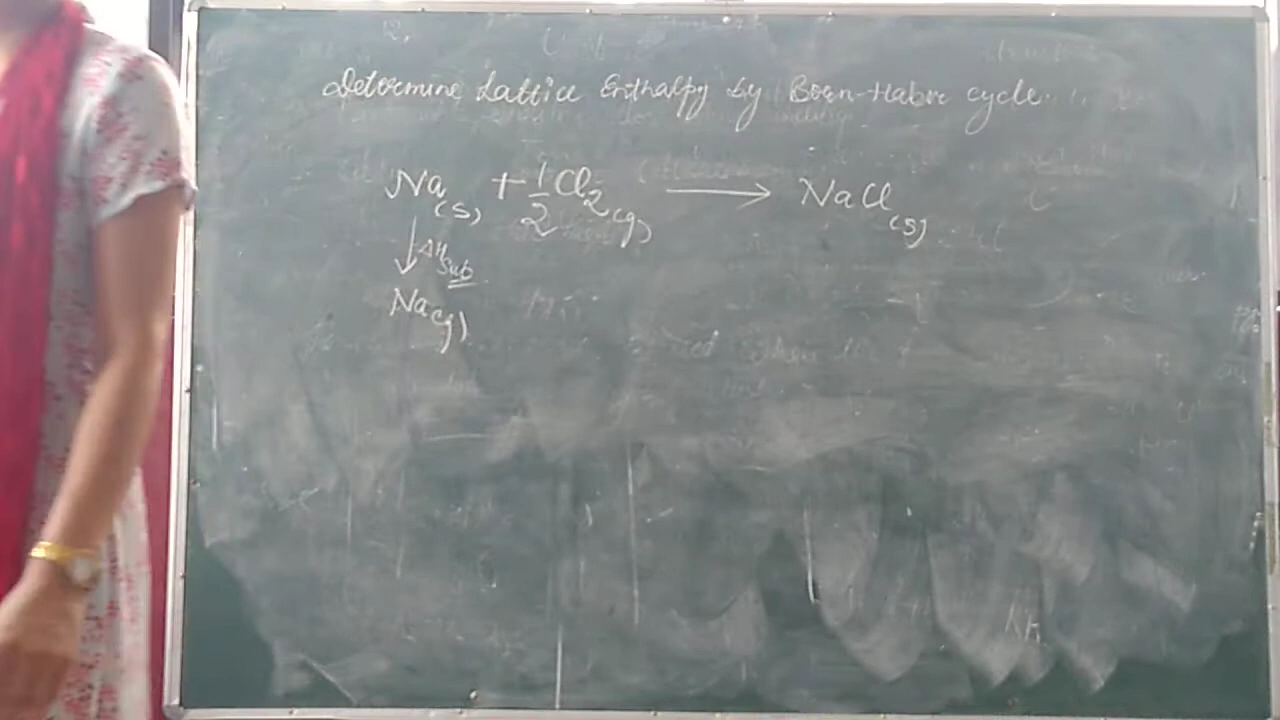 Determine Lattice Enthalpy by Born-Haber cycle.
Na(s) + 1/2 Cl2(g) ⟶ NaCl(s)
↓ ΔHSub
Na(g)